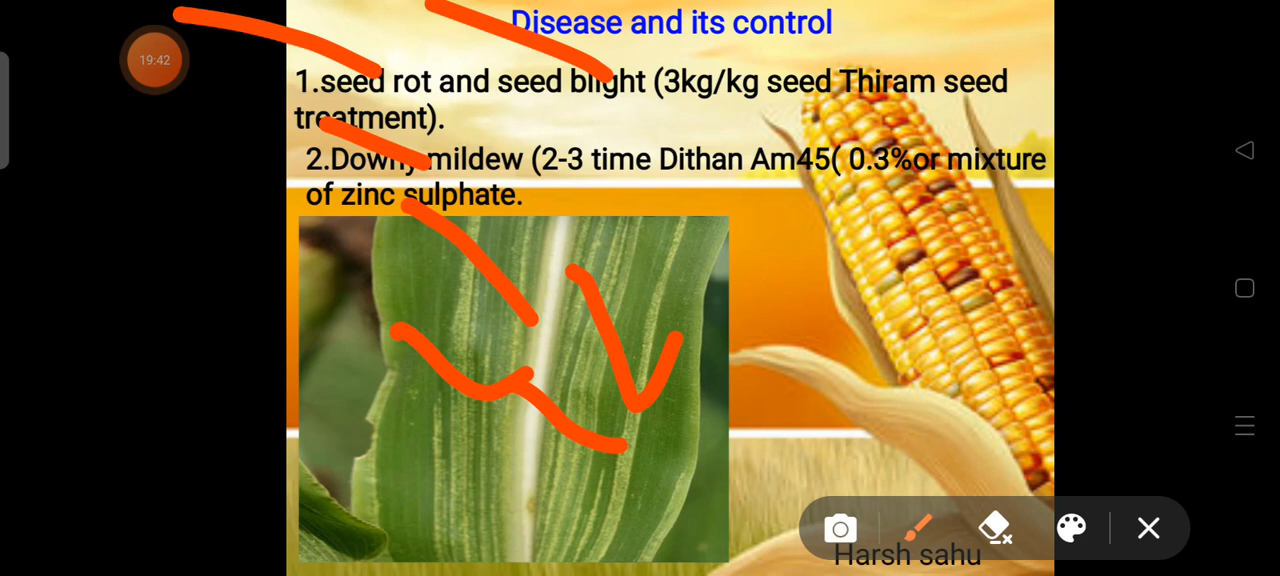 19:42
Disease and its control
1.seed rot and seed blight (3kg/kg seed Thiram seed
treatment).
2.Downy mildew (2-3 time Dithan Am45( 0.3%or mixture
of zinc sulphate.
Harsh sahu